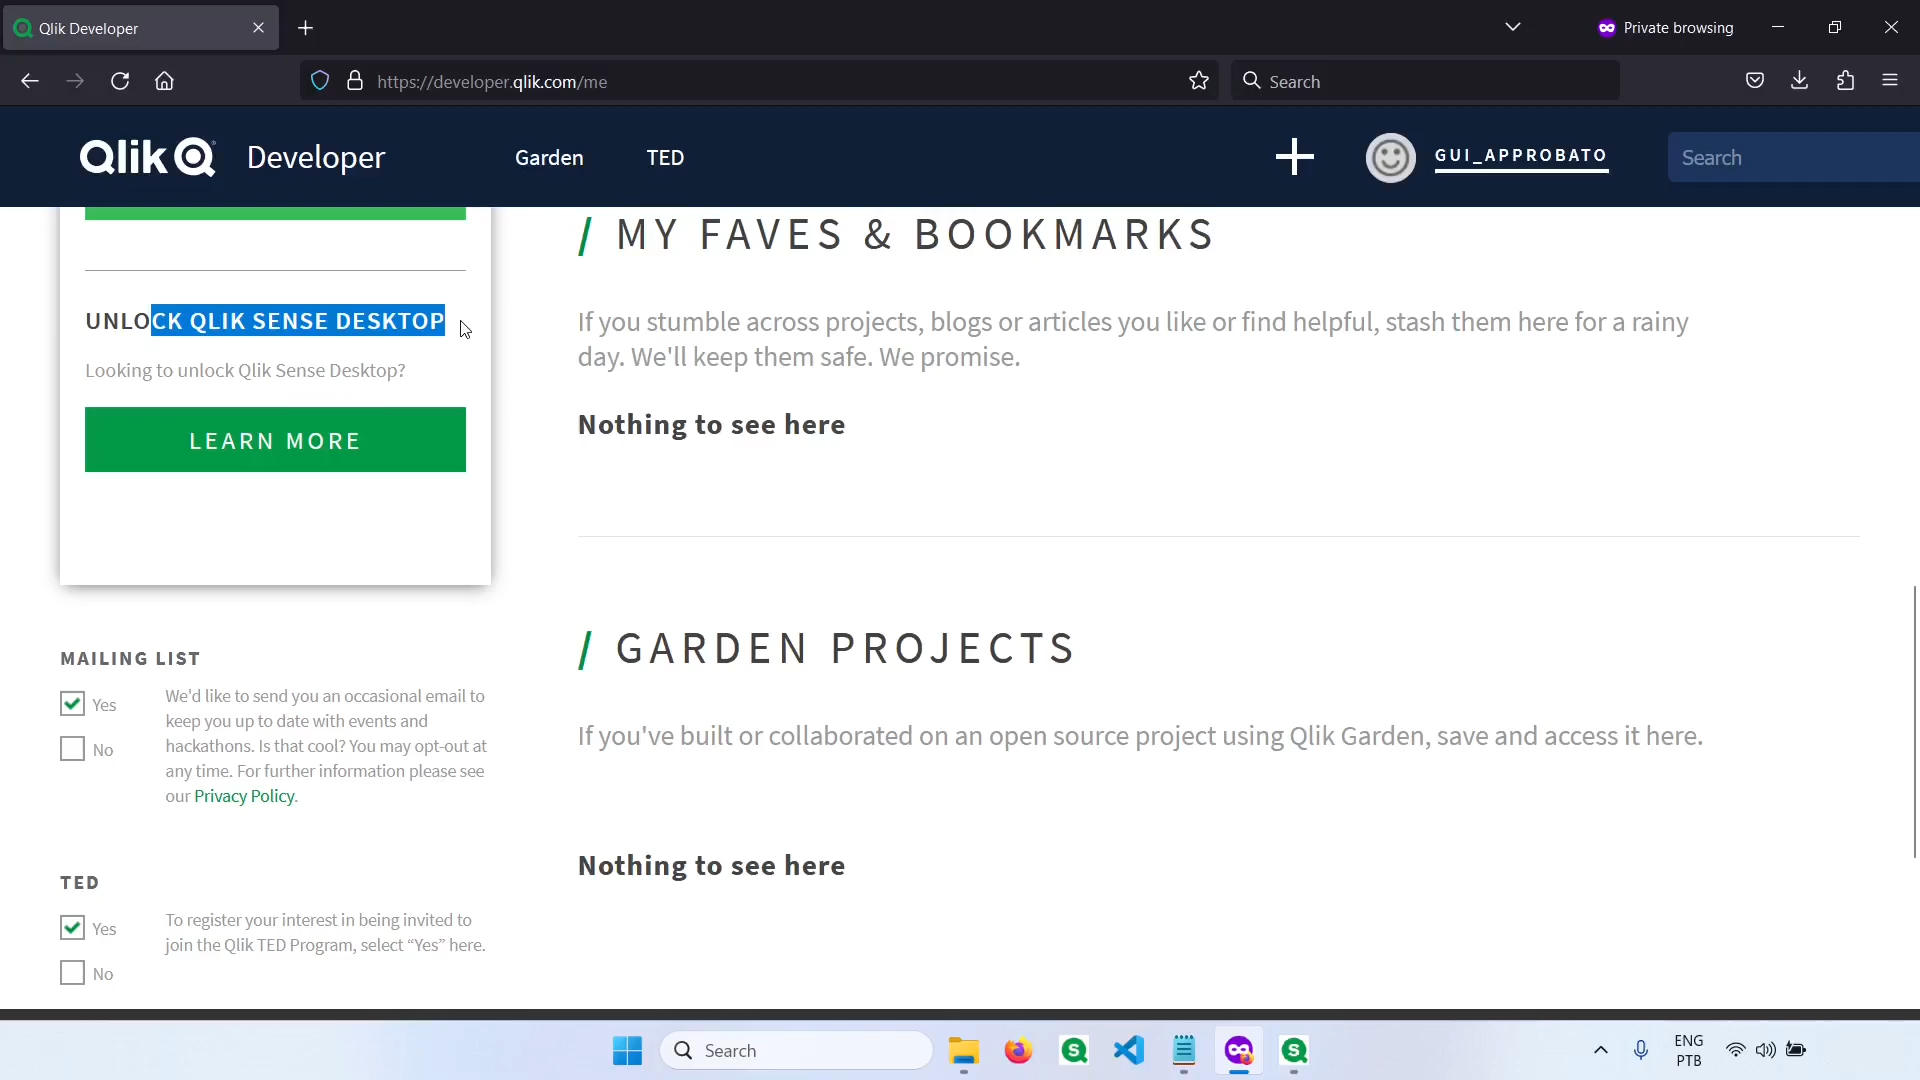 Qlik Developer
Private browsing
https://developer.qlik.com/me
Search
Qlik Developer
Garden
TED
GUI_APPROBATO
Search
UNLOCK QLIK SENSE DESKTOP
Looking to unlock Qlik Sense Desktop?
LEARN MORE
MAILING LIST
Yes
No
We'd like to send you an occasional email to
keep you up to date with events and
hackathons. Is that cool? You may opt-out at
any time. For further information please see
our Privacy Policy.
TED
Yes
No
To register your interest in being invited to
join the Qlik TED Program, select “Yes” here.
/ MY FAVES & BOOKMARKS
If you stumble across projects, blogs or articles you like or find helpful, stash them here for a rainy
day. We'll keep them safe. We promise.
Nothing to see here
/ GARDEN PROJECTS
If you've built or collaborated on an open source project using Qlik Garden, save and access it here.
Nothing to see here
Search
ENG
PTB